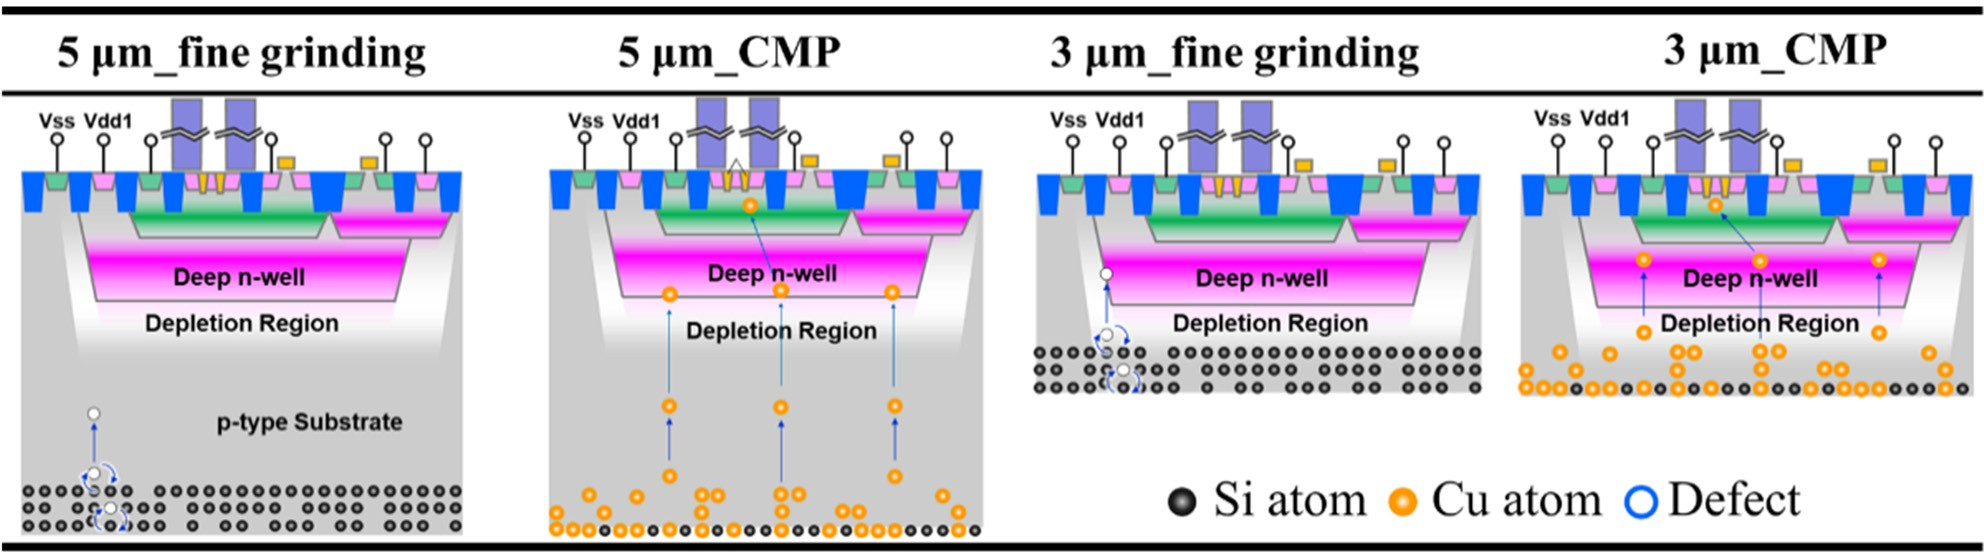 5 μm_fine grinding
5 μm_CMP
3 μm_fine grinding
3 μm_CMP
Vss Vdd1
Deep n-well
Depletion Region
p-type Substrate
Vss Vdd1
Deep n-well
Depletion Region
Vss Vdd1
Deep n-well
Depletion Region
Vss Vdd1
Deep n-well
Depletion Region
Si atom
Cu atom
Defect